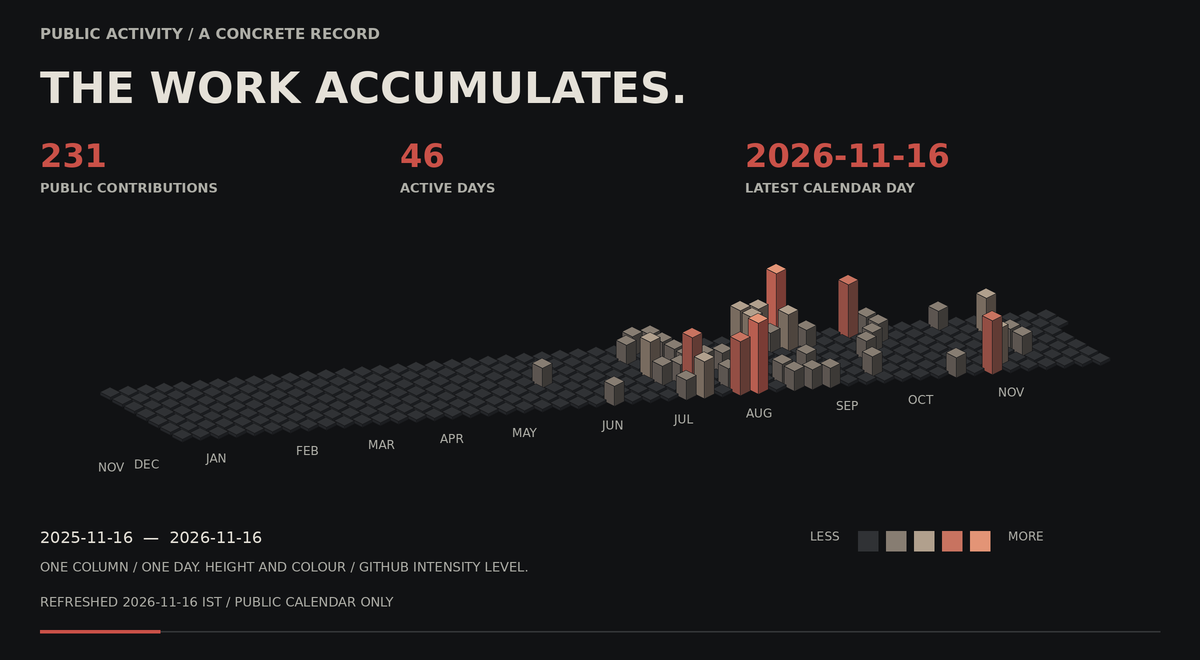 PUBLIC ACTIVITY / A CONCRETE RECORD
THE WORK ACCUMULATES.
231
46
2026-11-16
PUBLIC CONTRIBUTIONS
ACTIVE DAYS
LATEST CALENDAR DAY
NOV
DEC
JAN
FEB
MAR
APR
MAY
JUN
JUL
AUG
SEP
OCT
NOV
2025-11-16 — 2026-11-16
LESS
MORE
ONE COLUMN / ONE DAY. HEIGHT AND COLOUR / GITHUB INTENSITY LEVEL.
REFRESHED 2026-11-16 IST / PUBLIC CALENDAR ONLY